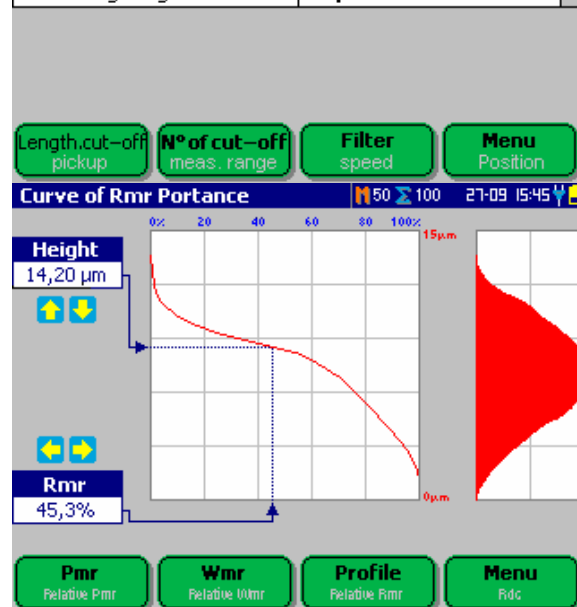 Length.cut-off
pickup
N° of cut-off
meas. range
Filter
speed
Menu
Position
Curve of Rmr Portance
M 50 Σ 100
27-09 15:45
0% 20 40 60 80 100%
15µm
Height
14,20 µm
Rmr
45,3%
0µm
Pmr
Relative Pmr
Wmr
Relative Wmr
Profile
Relative Rmr
Menu
Rdc